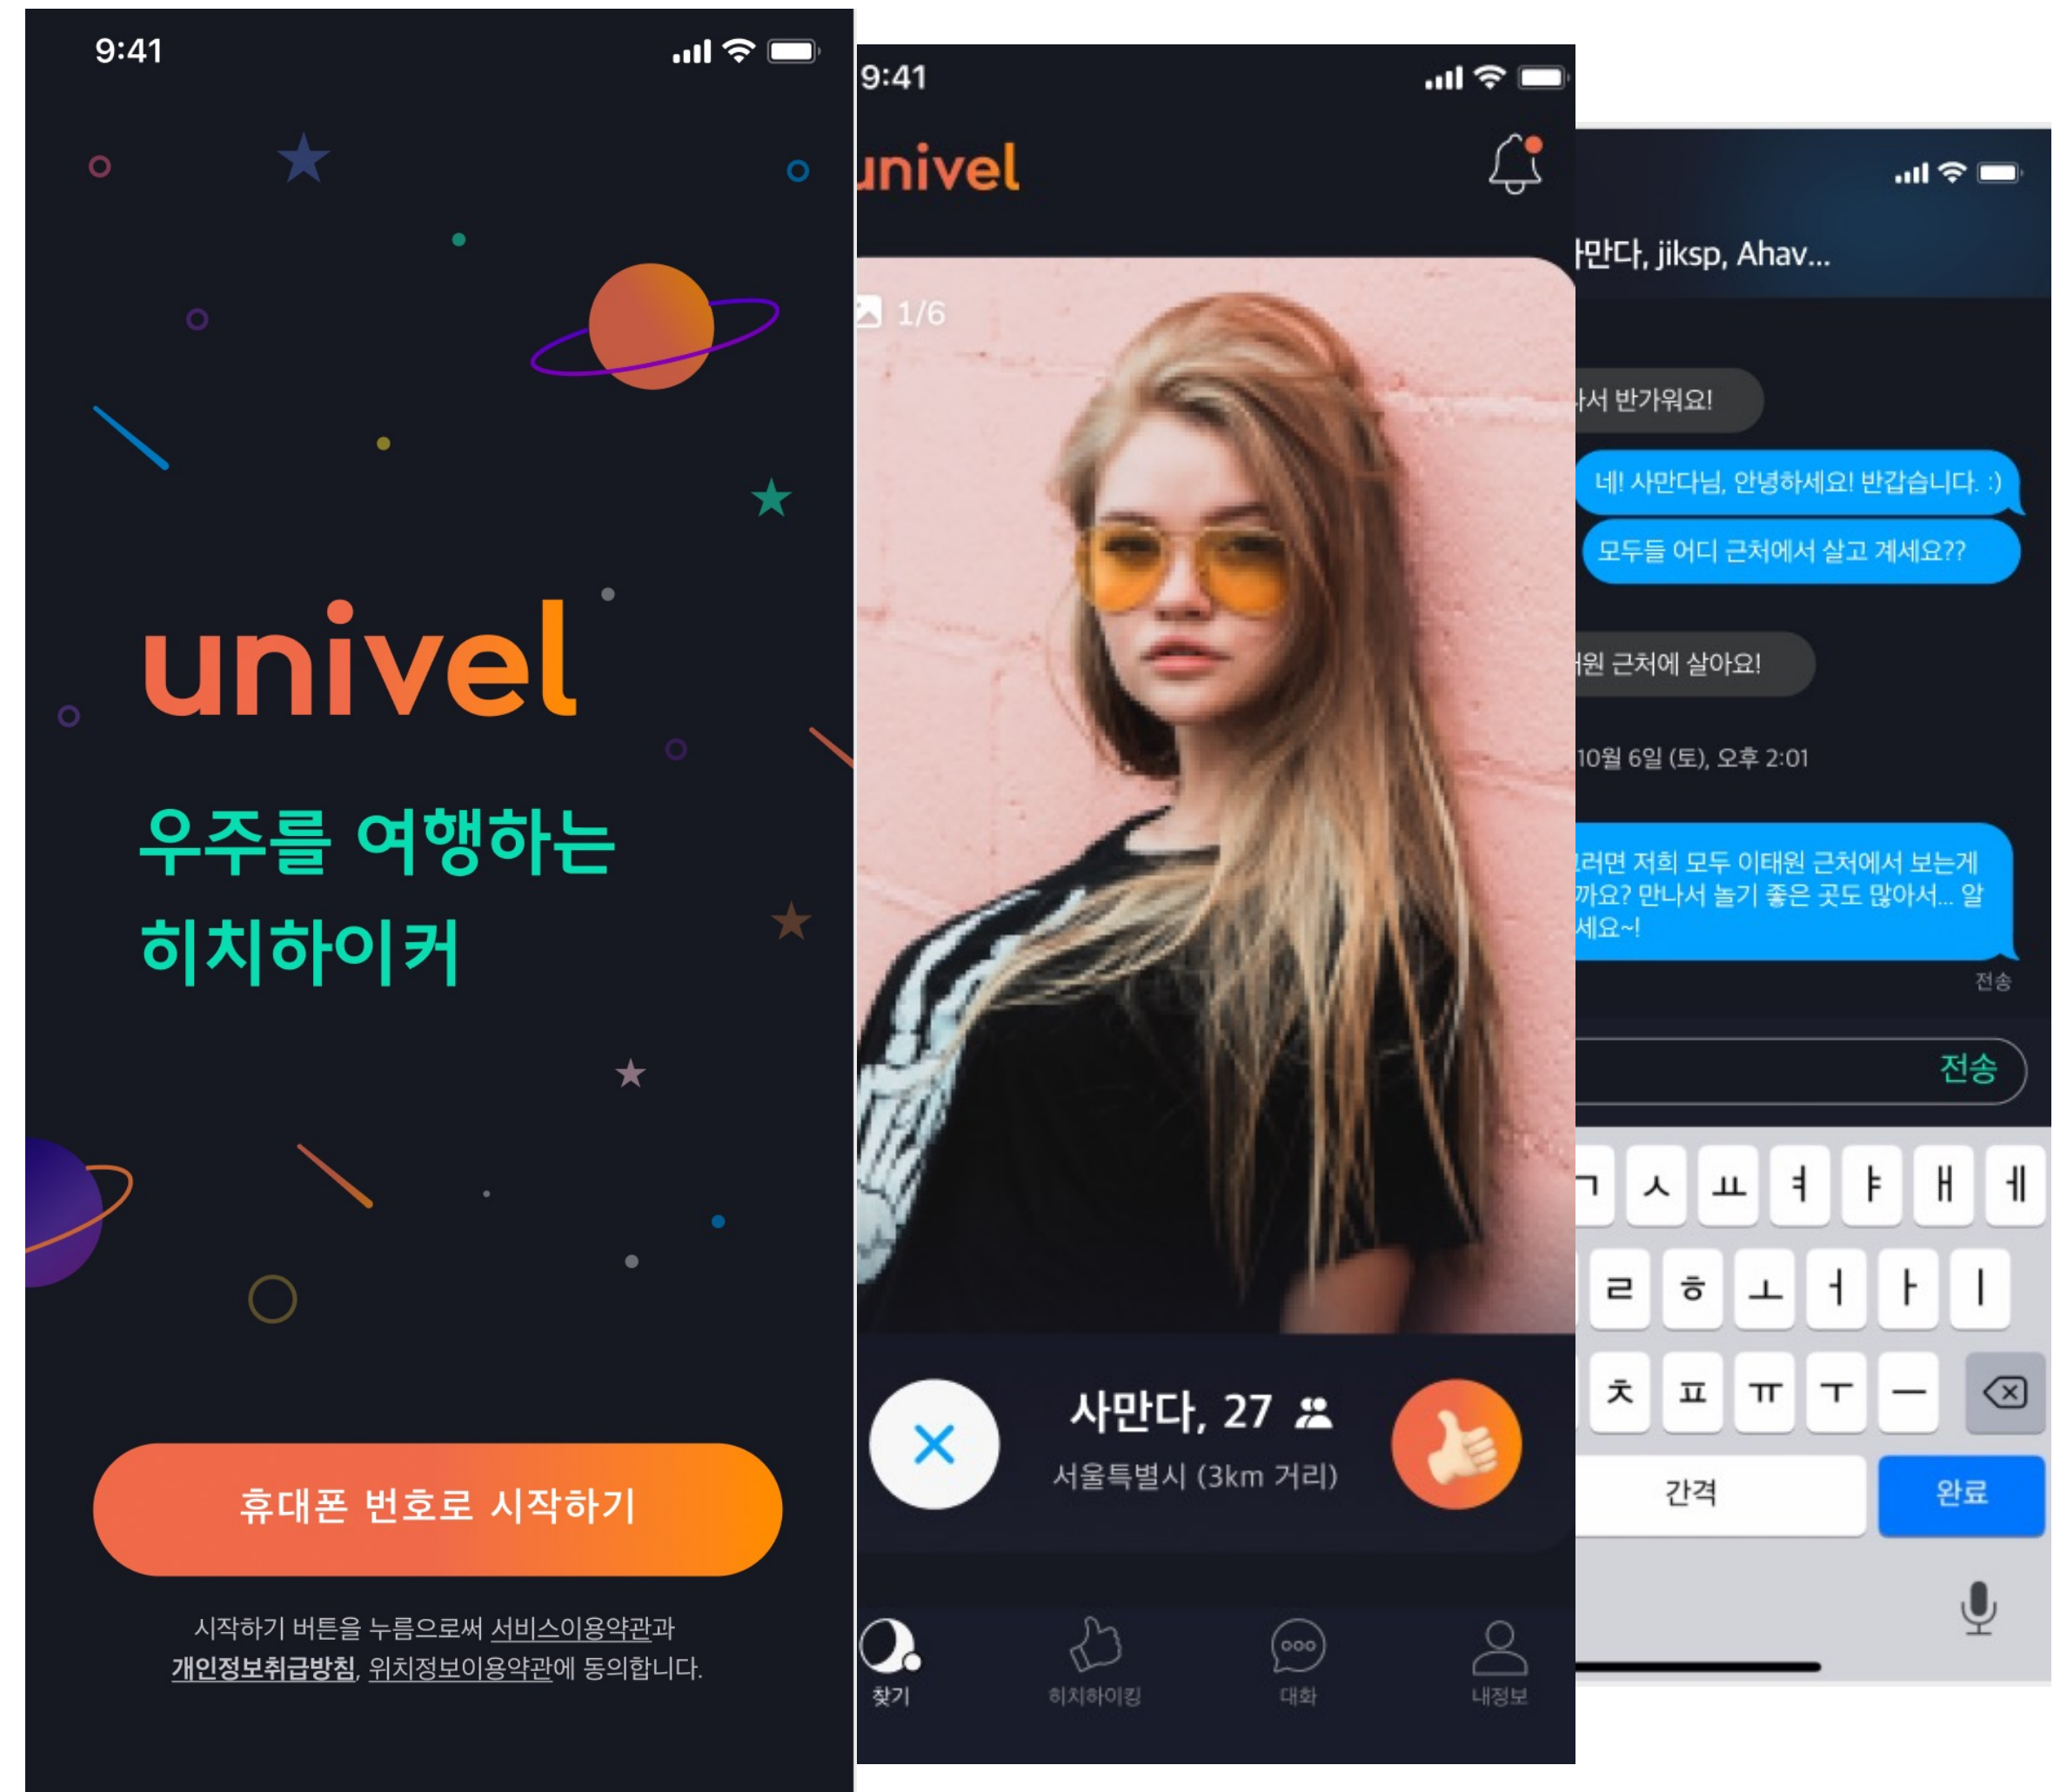 9:41
univel
우주를 여행하는
히치하이커
휴대폰 번호로 시작하기
시작하기 버튼을 누름으로써 서비스이용약관과
개인정보취급방침, 위치정보이용약관에 동의합니다.
9:41
univel
1/6
사만다, 27
서울특별시 (3km 거리)
찾기
히치하이킹
대화
내정보
만다, jiksp, Ahav...
서 반가워요!
네! 사만다님, 안녕하세요! 반갑습니다. :)
모두들 어디 근처에서 살고 계세요??
원 근처에 살아요!
10월 6일 (토), 오후 2:01
러면 저희 모두 이태원 근처에서 보는게
까요? 만나서 놀기 좋은 곳도 많아서... 알
세요~!
전송
전송
ㄱ ㅅ ㅛ ㅕ ㅑ ㅐ ㅔ
ㄹ ㅎ ㅗ ㅓ ㅏ ㅣ
ㅊ ㅍ ㅠ ㅜ ㅡ
간격
완료